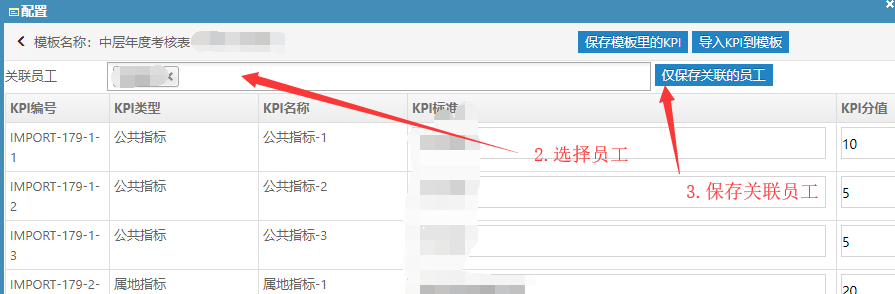 配置
模板名称：中层年度考核表
保存模板里的KPI 导入KPI到模板
关联员工
仅保存关联的员工
KPI编号 KPI类型 KPI名称 KPI标准 KPI分值
IMPORT-179-1-1 公共指标 公共指标-1 10
2.选择员工
IMPORT-179-1-2 公共指标 公共指标-2 5
3.保存关联员工
IMPORT-179-1-3 公共指标 公共指标-3 5
IMPORT-179-2- 属地指标 属地指标-1 20